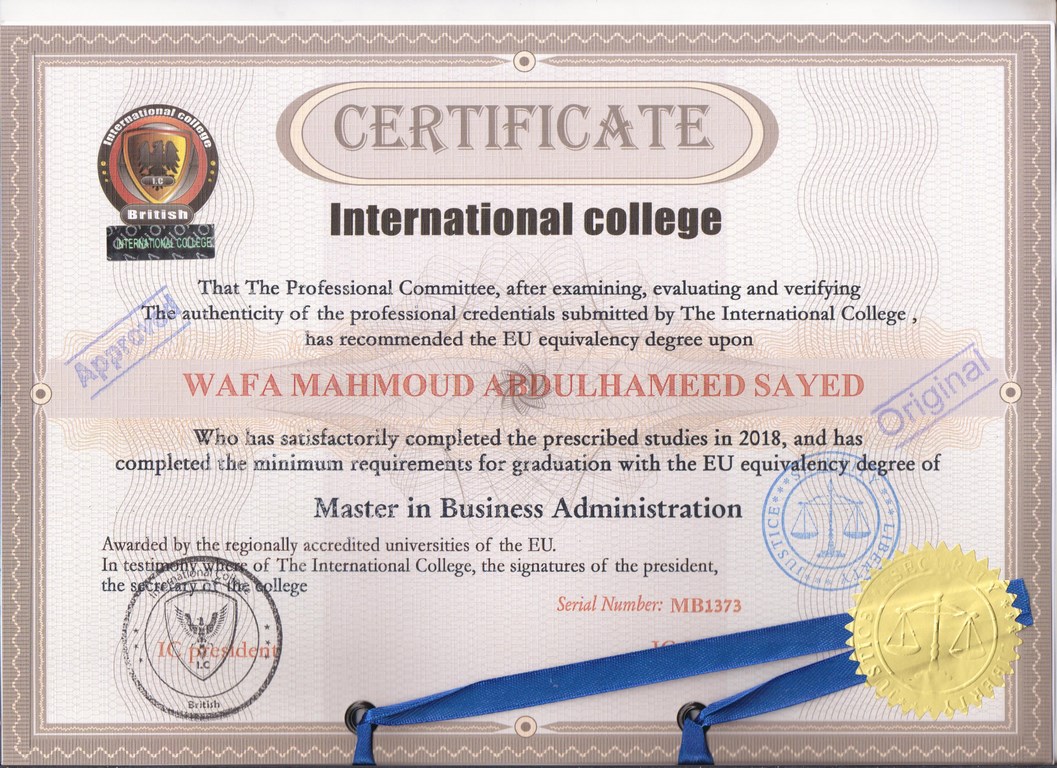 CERTIFICATE
International college
British
INTERNATIONAL COLLEGE
International college
That The Professional Committee, after examining, evaluating and verifying
The authenticity of the professional credentials submitted by The International College ,
has recommended the EU equivalency degree upon
Approved
WAFA MAHMOUD ABDULHAMEED SAYED
Original
Who has satisfactorily completed the prescribed studies in 2018, and has
completed the minimum requirements for graduation with the EU equivalency degree of
Master in Business Administration
JUSTICE LIBERTY
Awarded by the regionally accredited universities of the EU.
In testimony where of The International College, the signatures of the president,
the secretary of the college
Serial Number: MB1373
IC president
International College
I.C
British